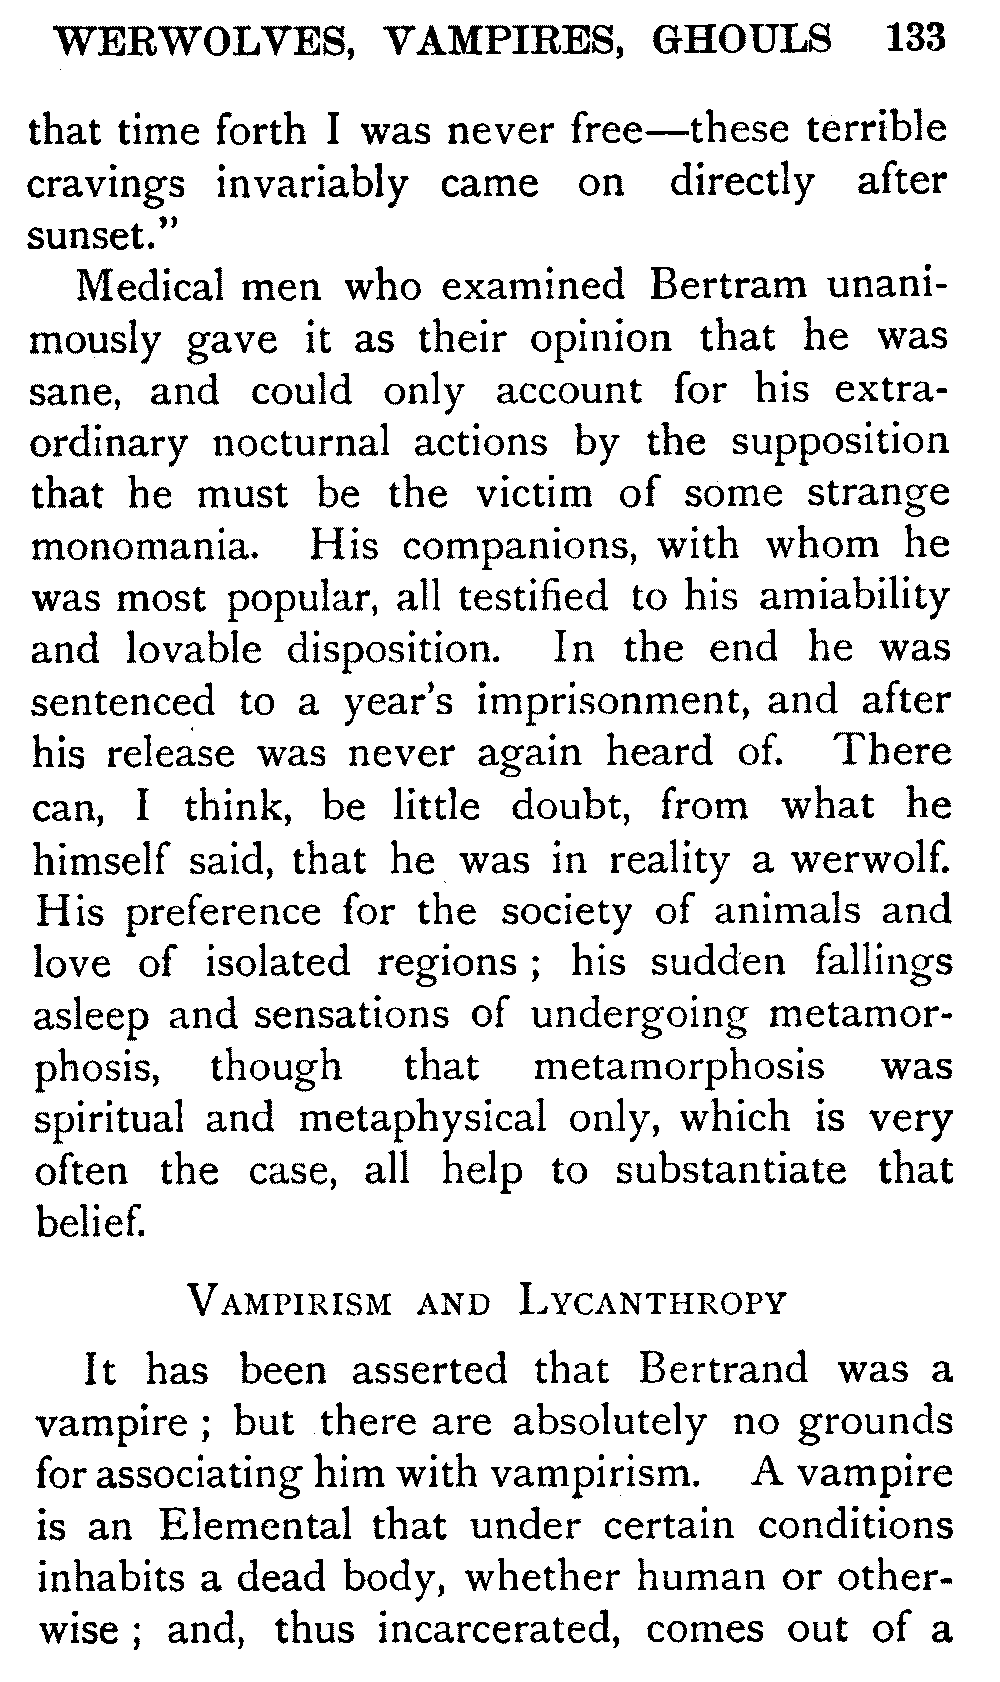 WERWOLVES, VAMPIRES, GHOULS 133
that time forth I was never free—these terrible
cravings invariably came on directly after
sunset."
Medical men who examined Bertram unani-
mously gave it as their opinion that he was
sane, and could only account for his extra-
ordinary nocturnal actions by the supposition
that he must be the victim of some strange
monomania. His companions, with whom he
was most popular, all testified to his amiability
and lovable disposition. In the end he was
sentenced to a year's imprisonment, and after
his release was never again heard of. There
can, I think, be little doubt, from what he
himself said, that he was in reality a werwolf.
His preference for the society of animals and
love of isolated regions ; his sudden fallings
asleep and sensations of undergoing metamor-
phosis, though that metamorphosis was
spiritual and metaphysical only, which is very
often the case, all help to substantiate that
belief.
VAMPIRISM AND LYCANTHROPY
It has been asserted that Bertrand was a
vampire ; but there are absolutely no grounds
for associating him with vampirism. A vampire
is an Elemental that under certain conditions
inhabits a dead body, whether human or other-
wise ; and, thus incarcerated, comes out of a